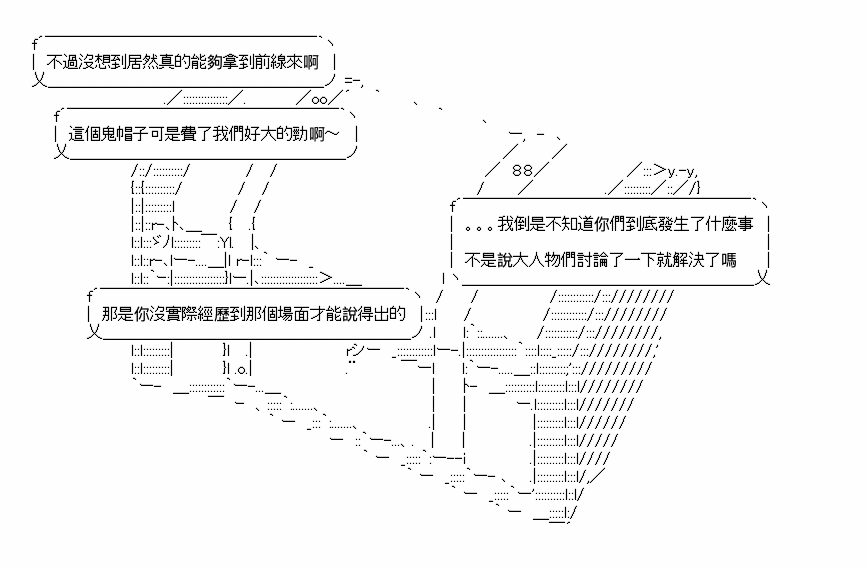 不過沒想到居然真的能夠拿到前線來啊
這個鬼帽子可是費了我們好大的勁啊～
。。。我倒是不知道你們到底發生了什麼事
不是說大人物們討論了一下就解決了嗎
那是你沒實際經歷到那個場面才能說得出的